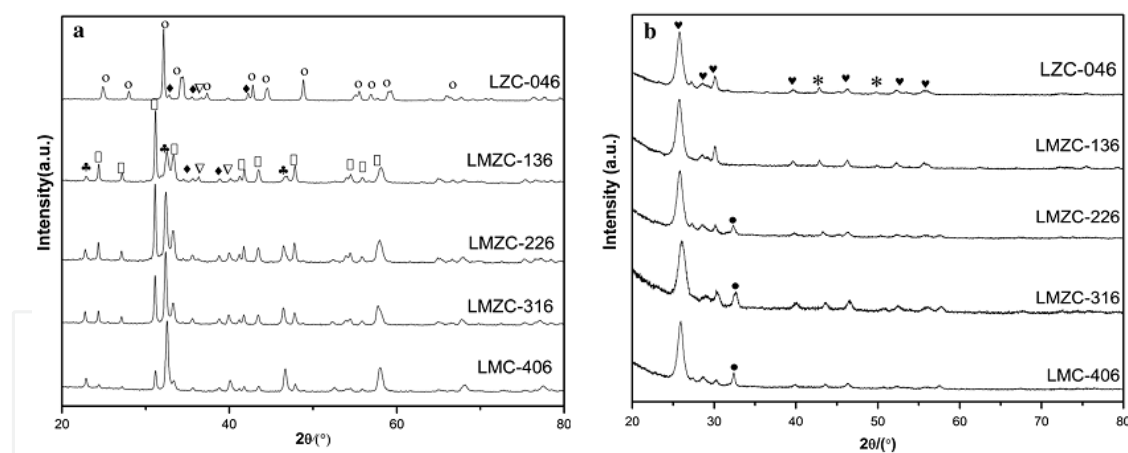 a
LZC-046
LMZC-136
LMZC-226
LMZC-316
LMC-406
Intensity(a.u.)
20 40 60 80
2θ/(°)
b
LZC-046
LMZC-136
LMZC-226
LMZC-316
LMC-406
Intensity (a.u.)
20 30 40 50 60 70 80
2θ/(°)